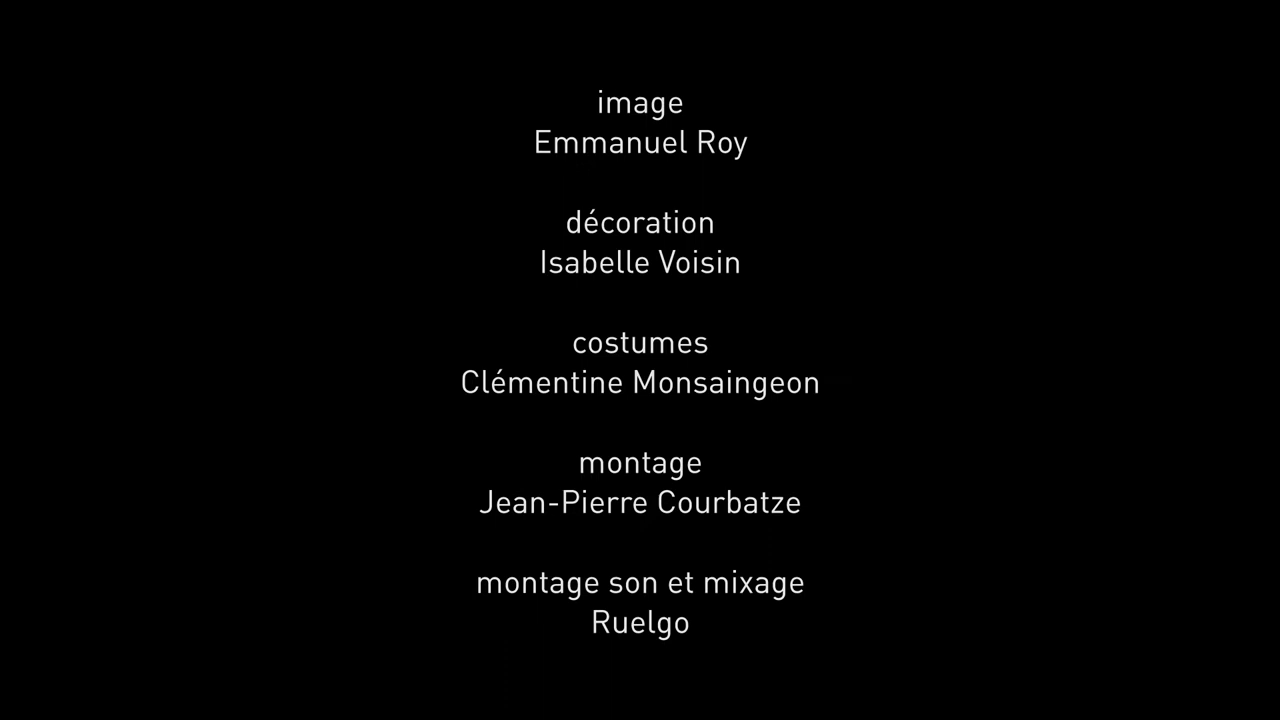 image
Emmanuel Roy
décoration
Isabelle Voisin
costumes
Clémentine Monsaingeon
montage
Jean-Pierre Courbatze
montage son et mixage
Ruelgo